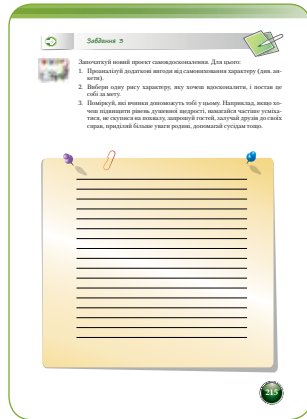 Завдання 3
Започаткуй новий проект самовдосконалення. Для цього:
1. Проаналізуй додаткові вигоди від самовиховання характеру (див. ан-
кети).
2. Вибери одну рису характеру, яку хочеш вдосконалити, і постав це
собі за мету.
3. Поміркуй, які вчинки допоможуть тобі у цьому. Наприклад, якщо хо-
чеш підвищити рівень душевної щедрості, намагайся частіше усміха-
тися, не скупися на похвалу, запрошуй гостей, залучай друзів до своїх
справ, приділяй більше уваги родині, допомагай сусідам тощо.
215